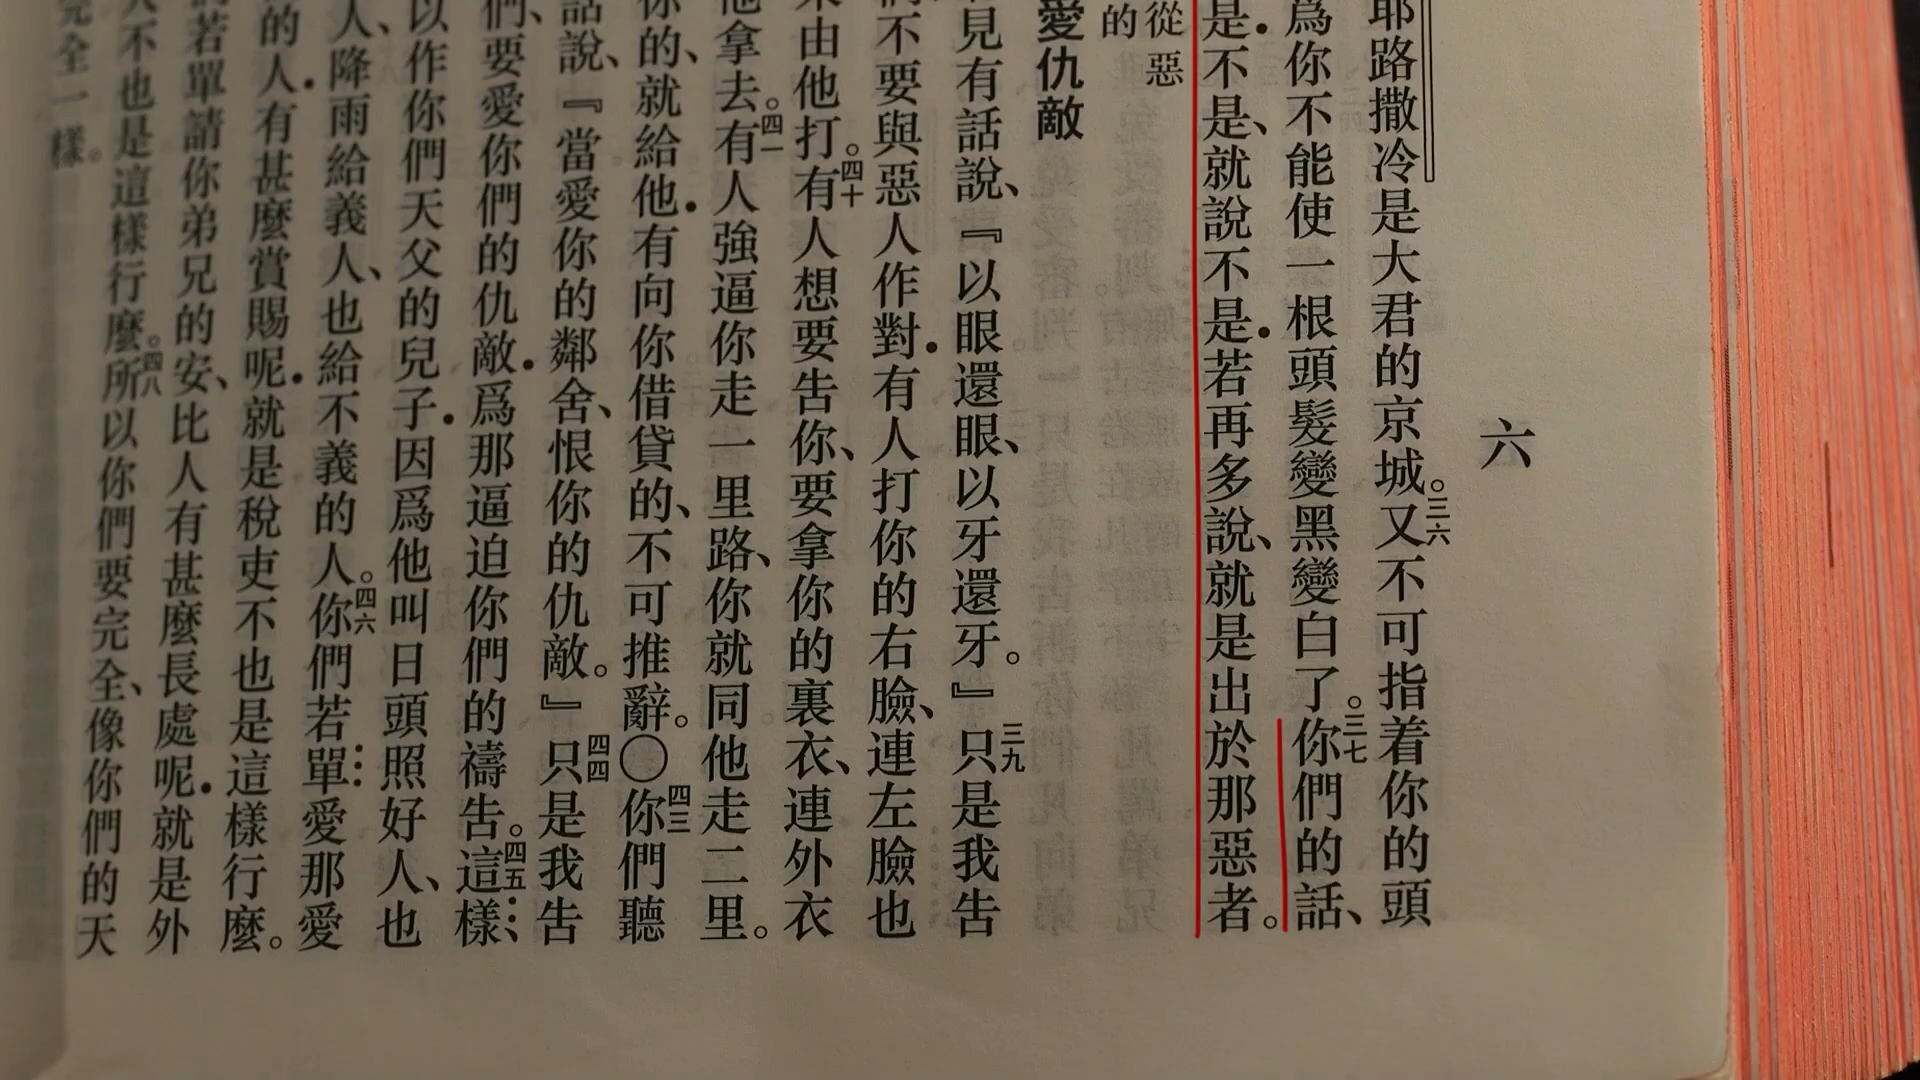 六
耶路撒冷是大君的京城。三六又不可指着你的頭
爲你不能使一根頭髮變黑變白了。三七你們的話、
是．不是、就說不是．若再多說、就是出於那惡者。
從惡
的
愛仇敵
見有話說、『以眼還眼、以牙還牙。』三九只是我告
不要與惡人作對．有人打你的右臉、連左臉也
由他打。四十有人想要告你、要拿你的裏衣、連外衣
他拿去。四一有人強逼你走一里路、你就同他走二里。
你的、就給他．有向你借貸的、不可推辭。〇四三你們聽
話說、『當愛你的鄰舍、恨你的仇敵。』四四只是我告
們、要愛你們的仇敵．爲那逼迫你們的禱告。四五這樣、
以作你們天父的兒子．因爲他叫日頭照好人、也
人、降雨給義人、也給不義的人。四六你們若單愛那愛
的人．有甚麼賞賜呢．就是稅吏不也是這樣行麼。
若單請你弟兄的安、比人有甚麼長處呢．就是外
人不也是這樣行麼。四八所以你們要完全、像你們的天
完全一樣。